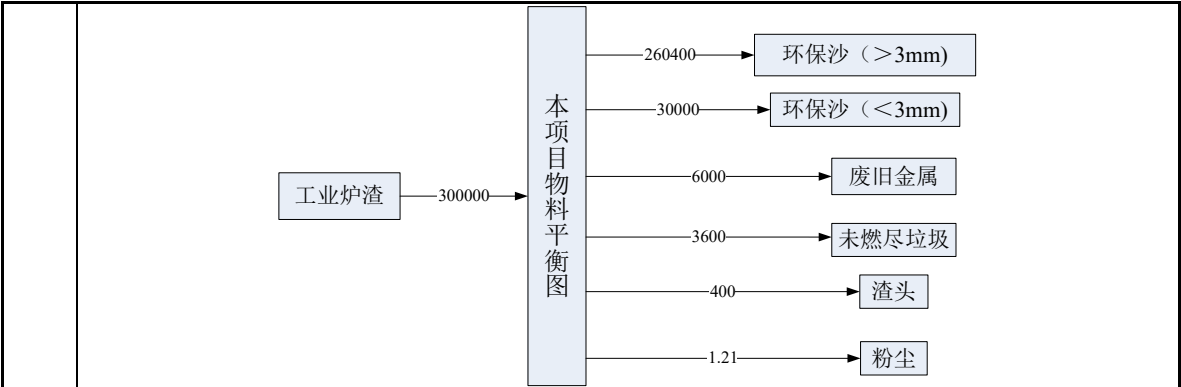 工业炉渣
300000
本项目物料平衡图
260400
环保沙（＞3mm)
30000
环保沙（＜3mm)
6000
废旧金属
3600
未燃尽垃圾
400
渣头
1.21
粉尘